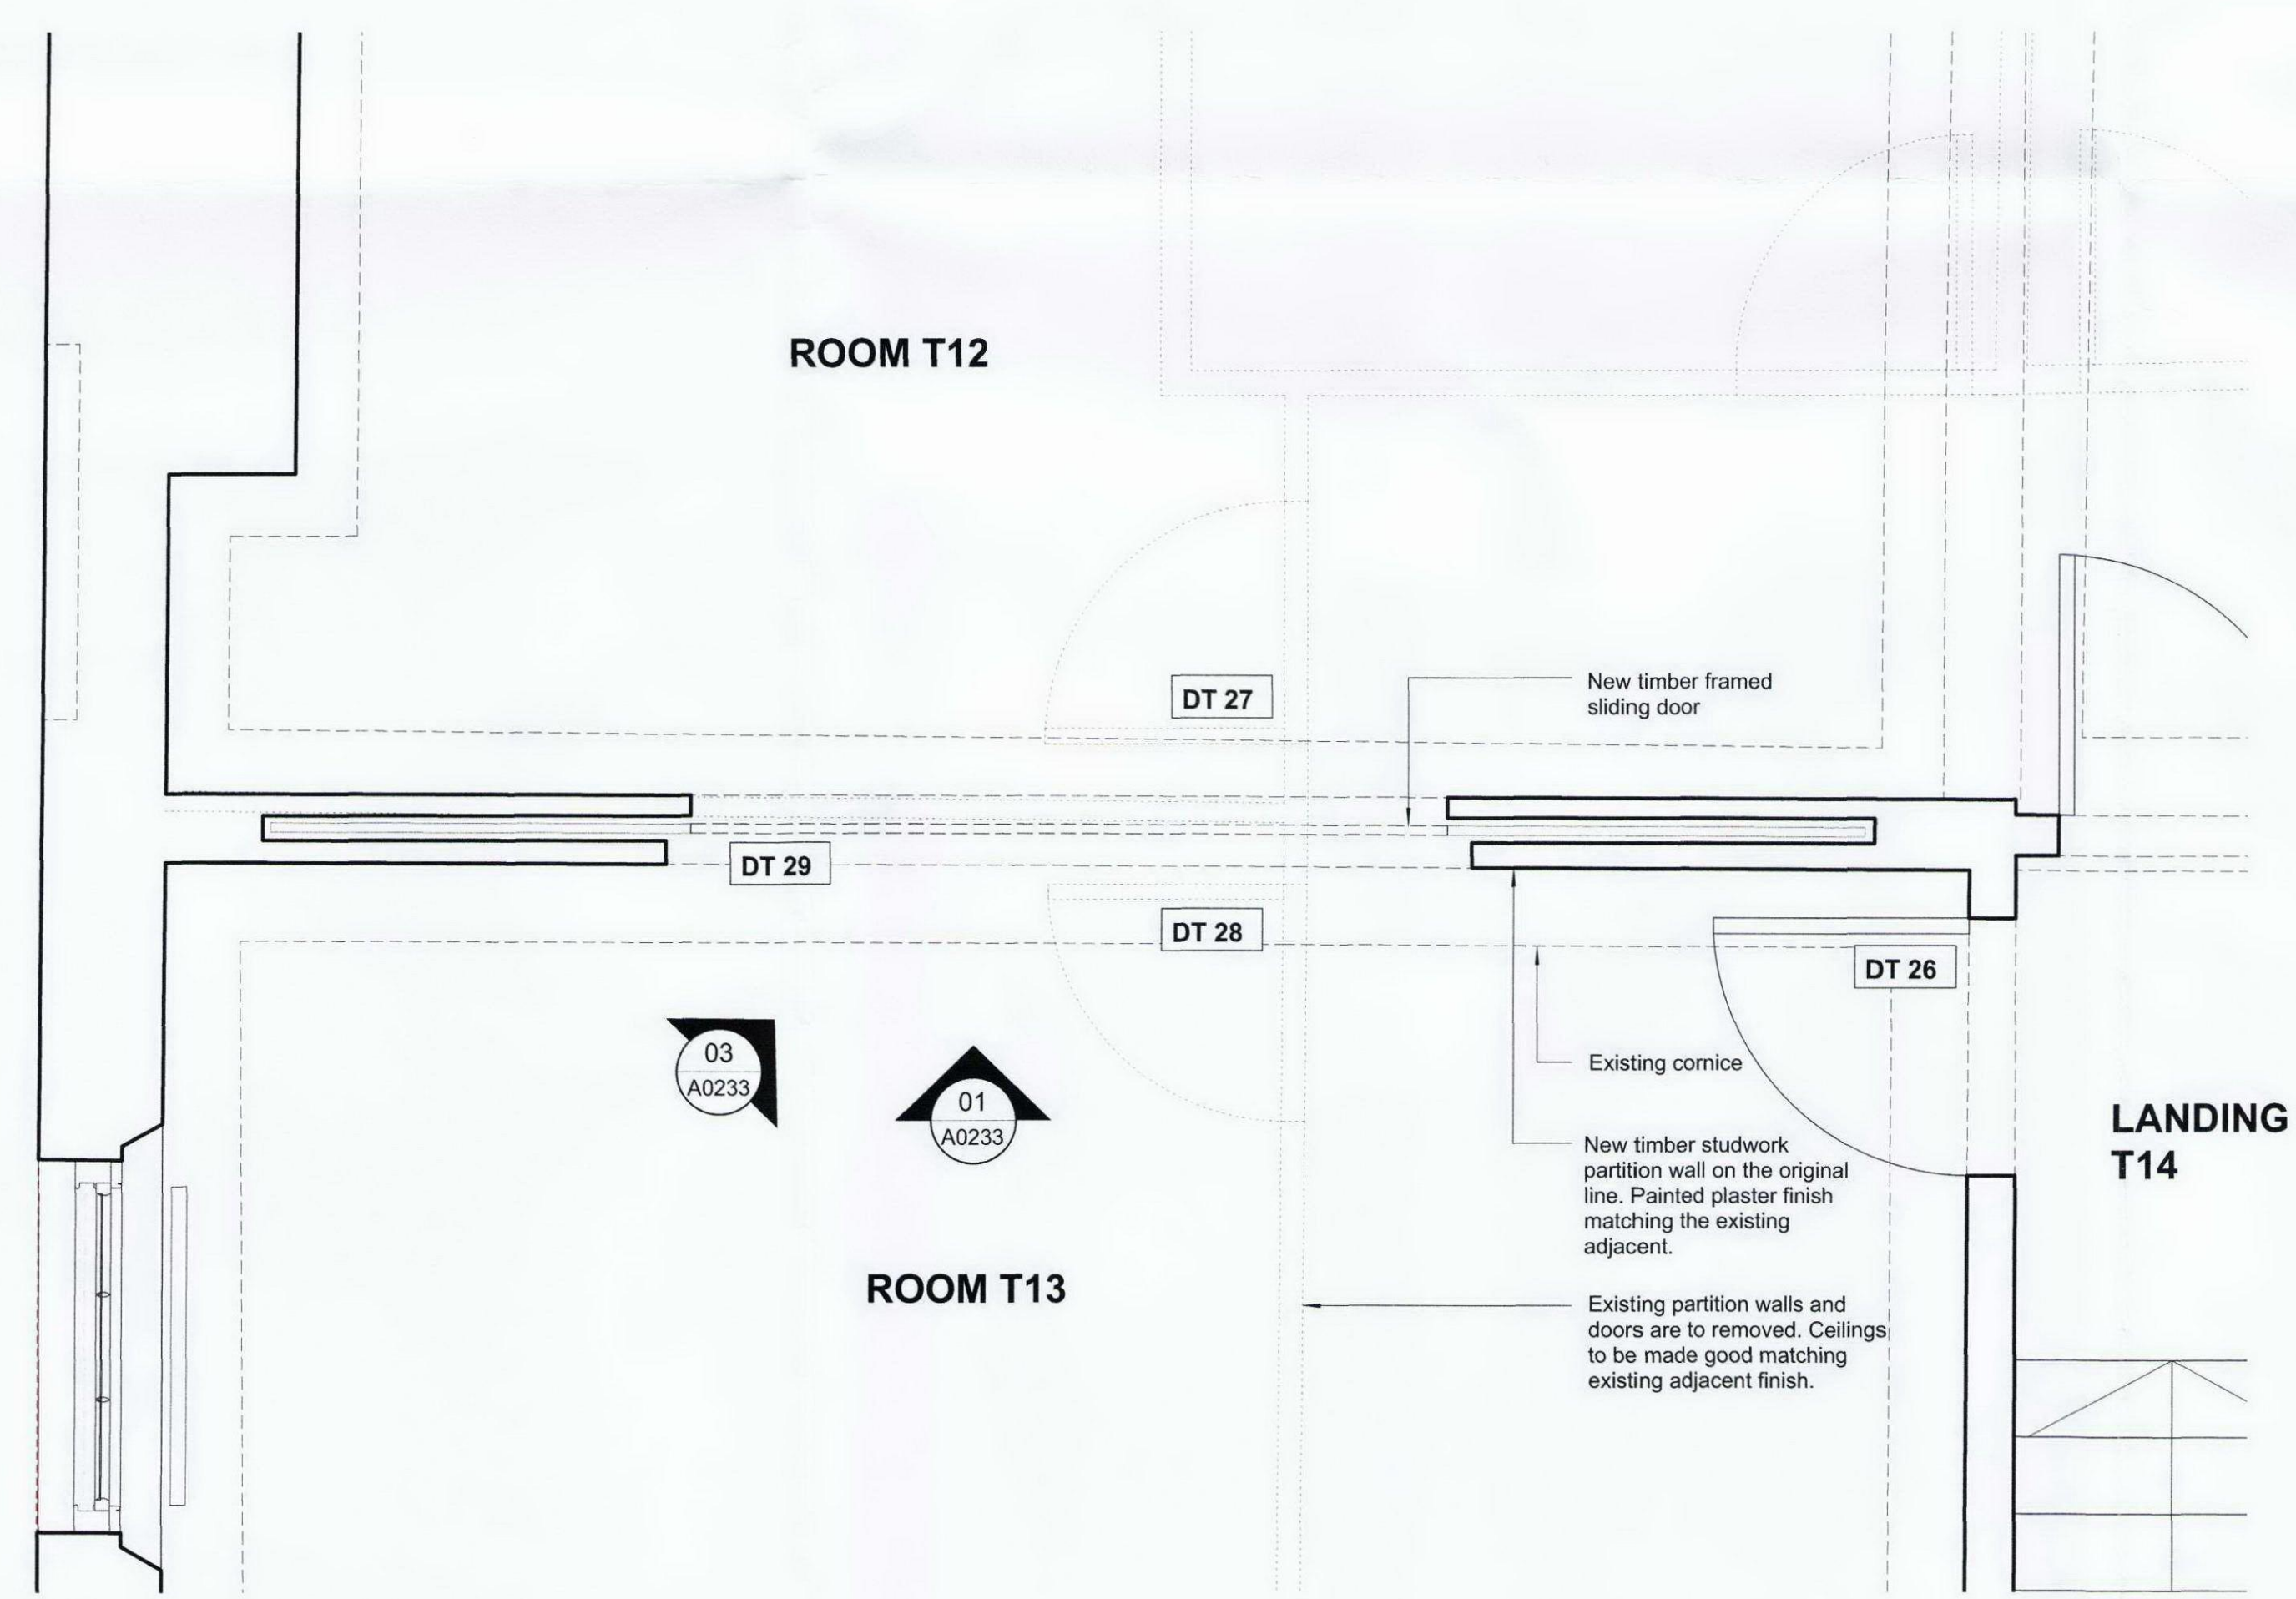 ROOM T12
DT 27
New timber framed
sliding door
DT 29
DT 28
DT 26
03
A0233
01
A0233
Existing cornice
LANDING
T14
New timber studwork
partition wall on the original
line. Painted plaster finish
matching the existing
adjacent.
ROOM T13
Existing partition walls and
doors are to removed. Ceilings
to be made good matching
existing adjacent finish.